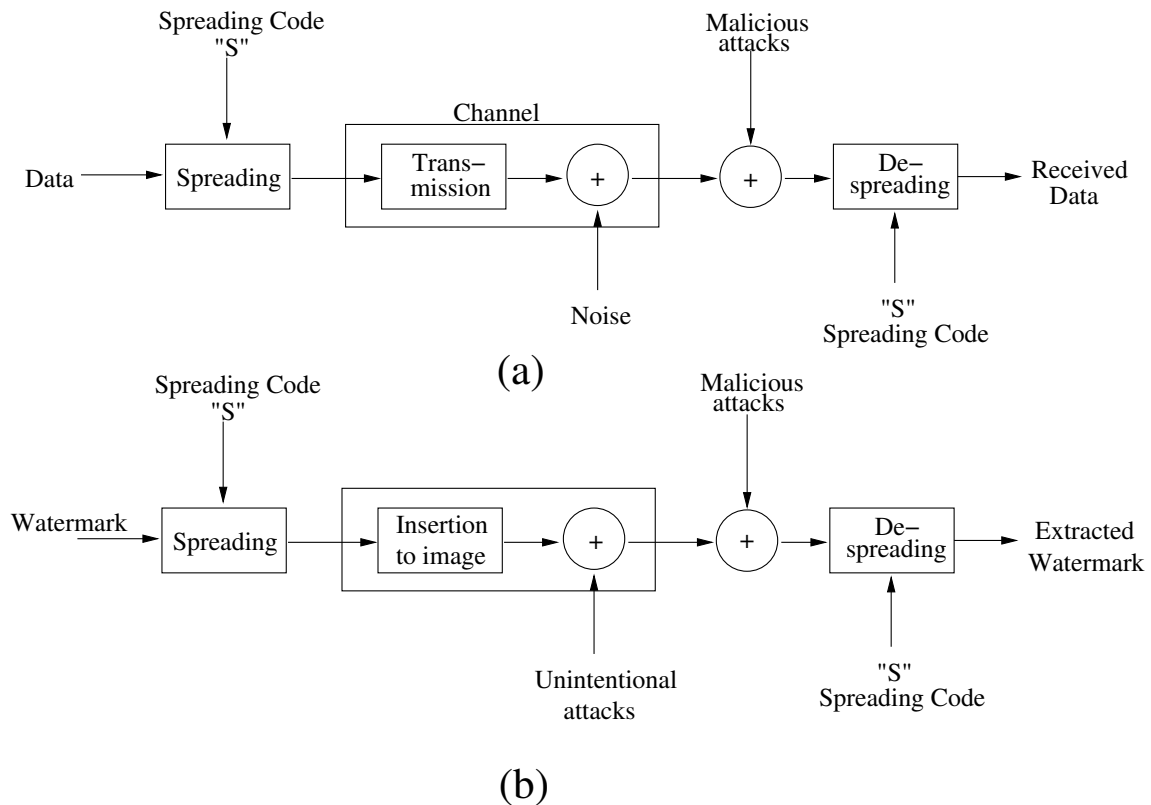 Spreading Code
"S"
Malicious
attacks
Channel
Data
Spreading
Trans−
mission
+
+
De−
spreading
Received
Data
Noise
"S"
Spreading Code
(a)
Spreading Code
"S"
Malicious
attacks
Watermark
Spreading
Insertion
to image
+
+
De−
spreading
Extracted
Watermark
Unintentional
attacks
"S"
Spreading Code
(b)